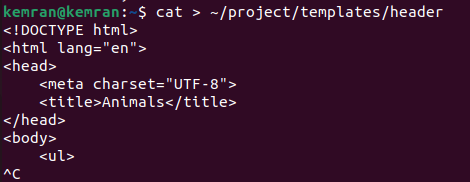 kemran@kemran:~$ cat > ~/project/templates/header
<!DOCTYPE html>
<html lang="en">
<head>
    <meta charset="UTF-8">
    <title>Animals</title>
</head>
<body>
    <ul>
^C